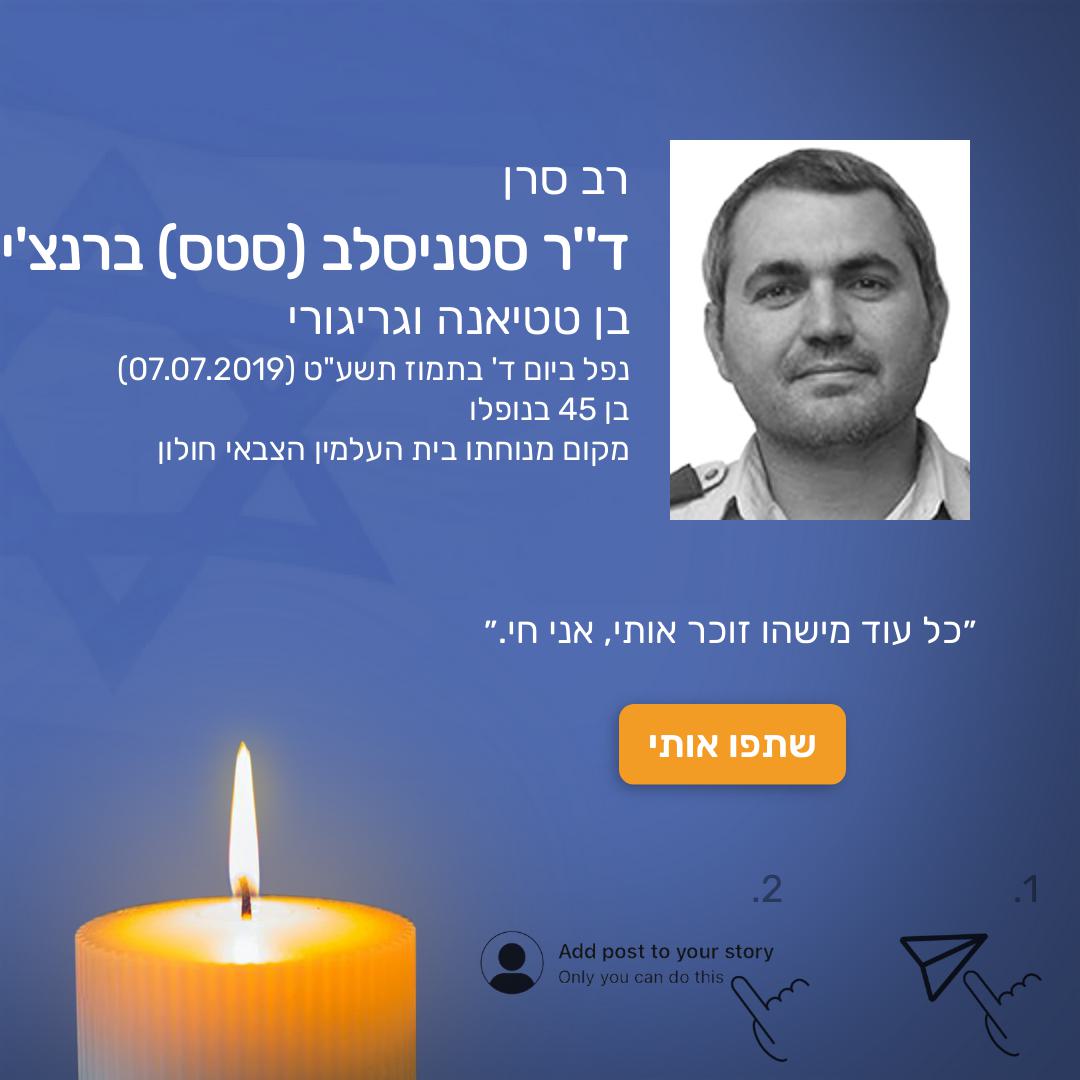 רב סרן
ד"ר סטניסלב (סטס) ברנצ'י
בן טטיאנה וגריגורי
נפל ביום ד' בתמוז תשע"ט (07.07.2019)
בן 45 בנופלו
מקום מנוחתו בית העלמין הצבאי חולון
״כל עוד מישהו זוכר אותי, אני חי.״
שתפו אותי
1.
2.
Add post to your story
Only you can do this